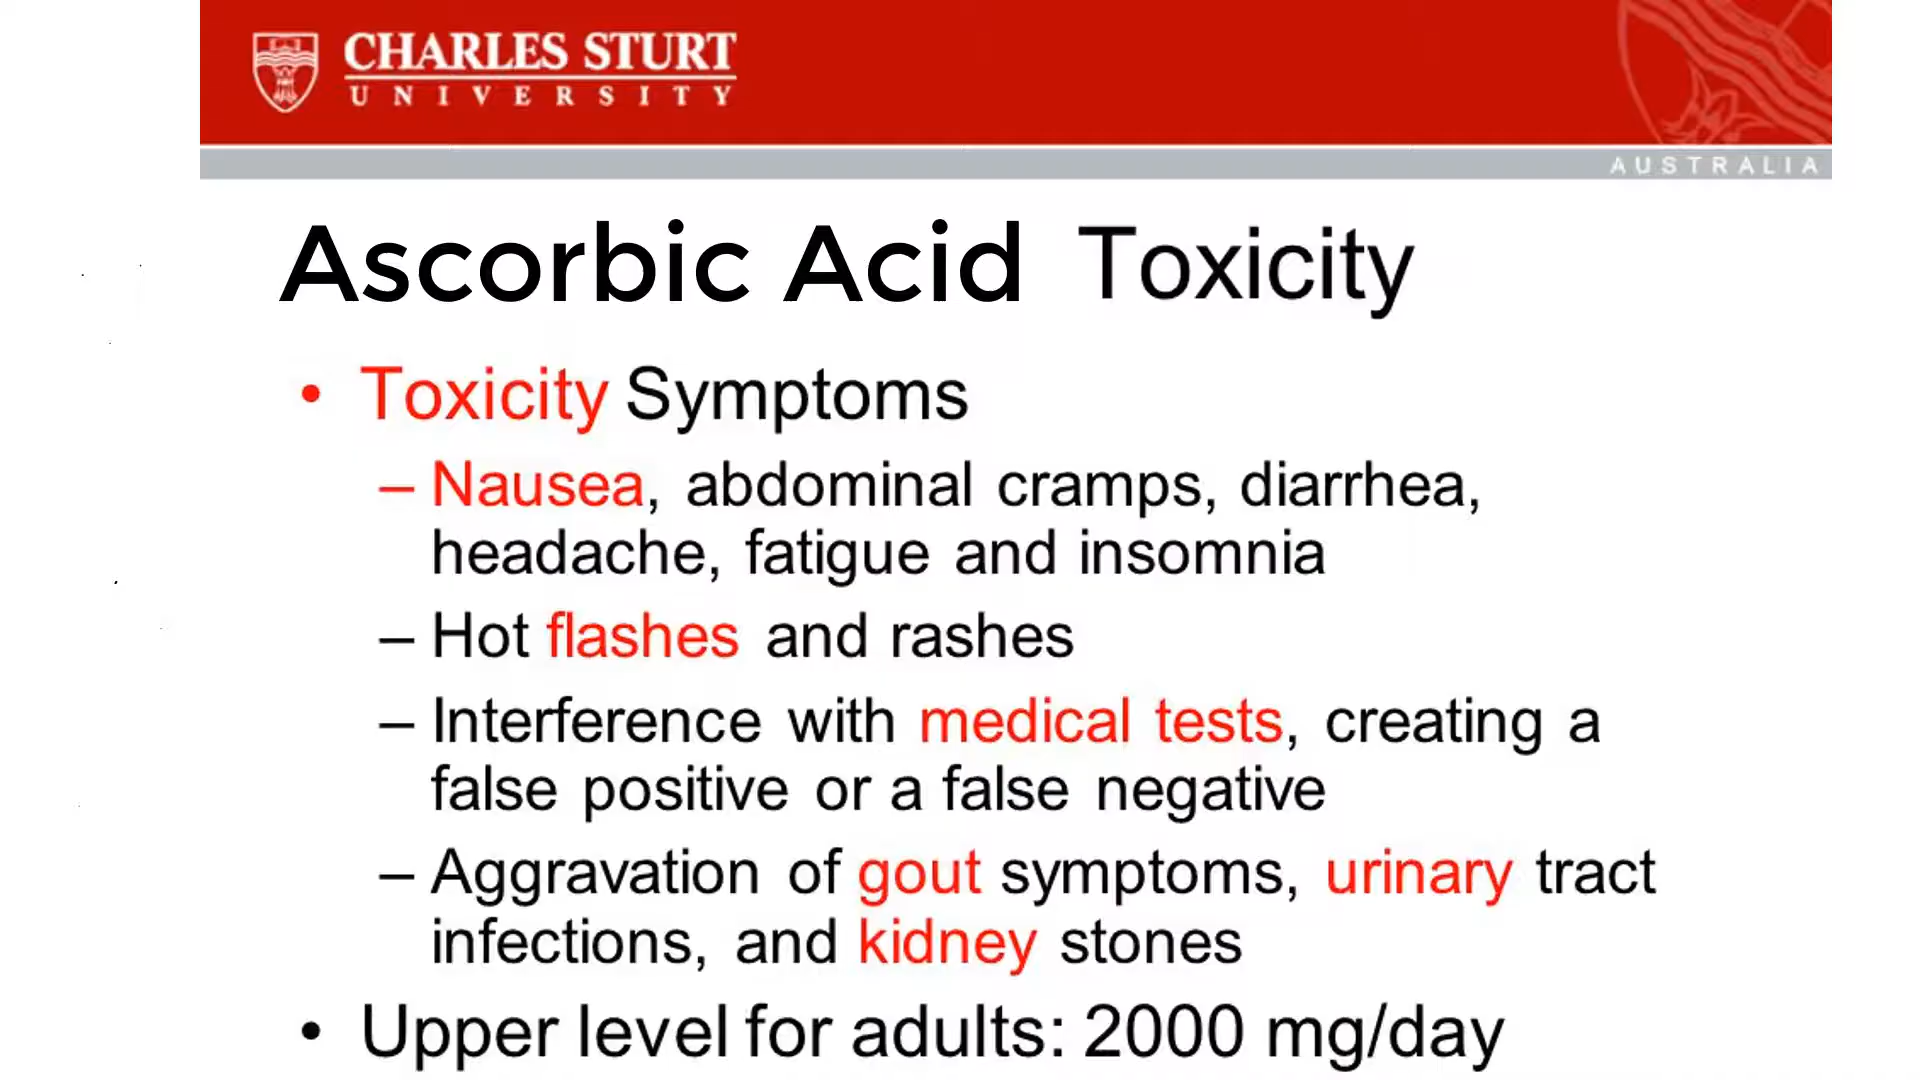 CHARLES STURT
UNIVERSITY
AUSTRALIA
Ascorbic Acid Toxicity
• Toxicity Symptoms
– Nausea, abdominal cramps, diarrhea,
headache, fatigue and insomnia
– Hot flashes and rashes
– Interference with medical tests, creating a
false positive or a false negative
– Aggravation of gout symptoms, urinary tract
infections, and kidney stones
• Upper level for adults: 2000 mg/day